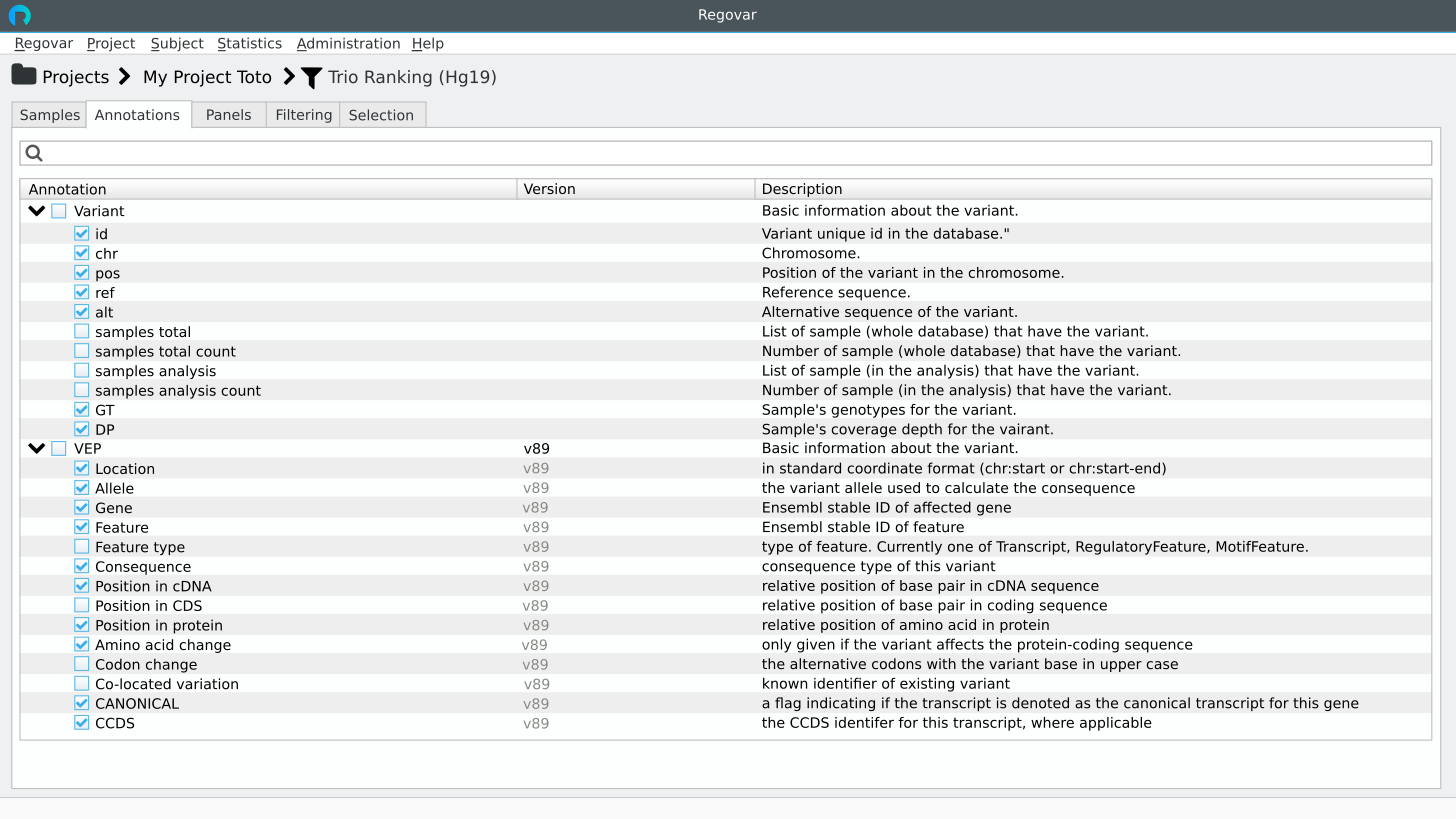 Regovar
Regovar Project Subject Statistics Administration Help
Projects My Project Toto Trio Ranking (Hg19)
Samples Annotations Panels Filtering Selection
Annotation Version Description
Variant Basic information about the variant.
id Variant unique id in the database."
chr Chromosome.
pos Position of the variant in the chromosome.
ref Reference sequence.
alt Alternative sequence of the variant.
samples total List of sample (whole database) that have the variant.
samples total count Number of sample (whole database) that have the variant.
samples analysis List of sample (in the analysis) that have the variant.
samples analysis count Number of sample (in the analysis) that have the variant.
GT Sample's genotypes for the variant.
DP Sample's coverage depth for the vairant.
VEP v89 Basic information about the variant.
Location v89 in standard coordinate format (chr:start or chr:start-end)
Allele v89 the variant allele used to calculate the consequence
Gene v89 Ensembl stable ID of affected gene
Feature v89 Ensembl stable ID of feature
Feature type v89 type of feature. Currently one of Transcript, RegulatoryFeature, MotifFeature.
Consequence v89 consequence type of this variant
Position in cDNA v89 relative position of base pair in cDNA sequence
Position in CDS v89 relative position of base pair in coding sequence
Position in protein v89 relative position of amino acid in protein
Amino acid change v89 only given if the variant affects the protein-coding sequence
Codon change v89 the alternative codons with the variant base in upper case
Co-located variation v89 known identifier of existing variant
CANONICAL v89 a flag indicating if the transcript is denoted as the canonical transcript for this gene
CCDS v89 the CCDS identifer for this transcript, where applicable